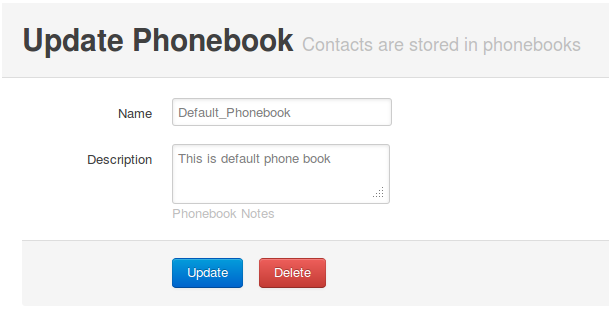 Update Phonebook Contacts are stored in phonebooks
Name Default_Phonebook
Description This is default phone book
Phonebook Notes
Update Delete